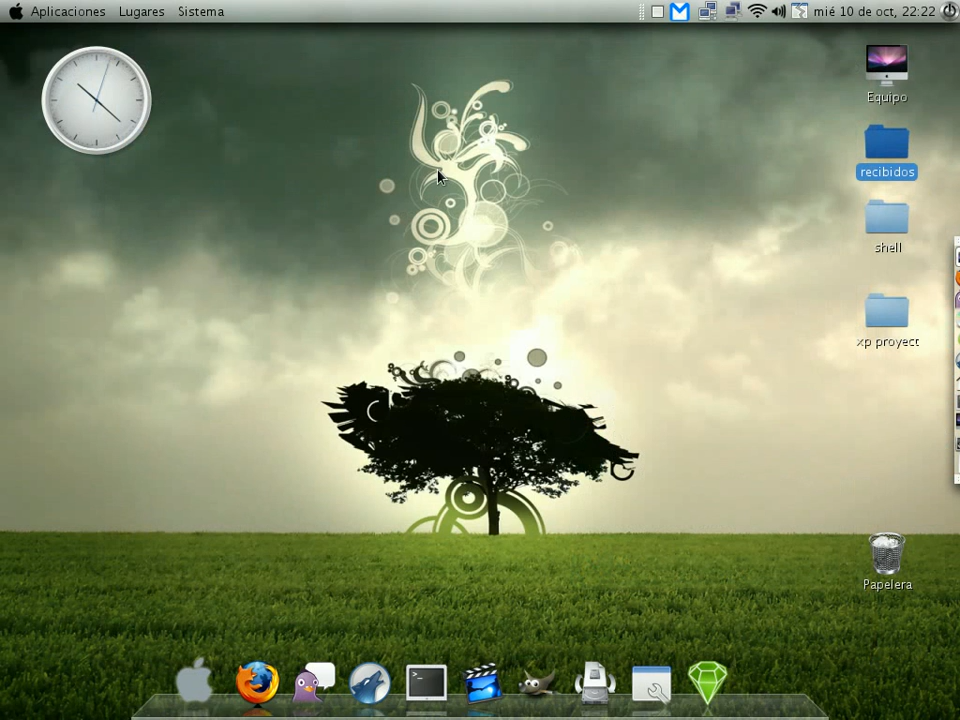 Aplicaciones Lugares Sistema
mié 10 de oct, 22:22
Equipo
recibidos
shell
xp proyect
Papelera
>_